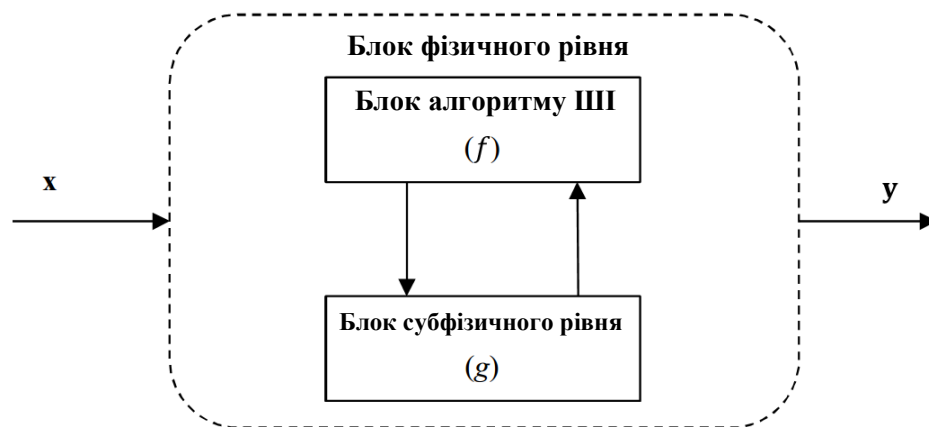 Блок фізичного рівня
Блок алгоритму ШІ
(f)
x
y
Блок субфізичного рівня
(g)